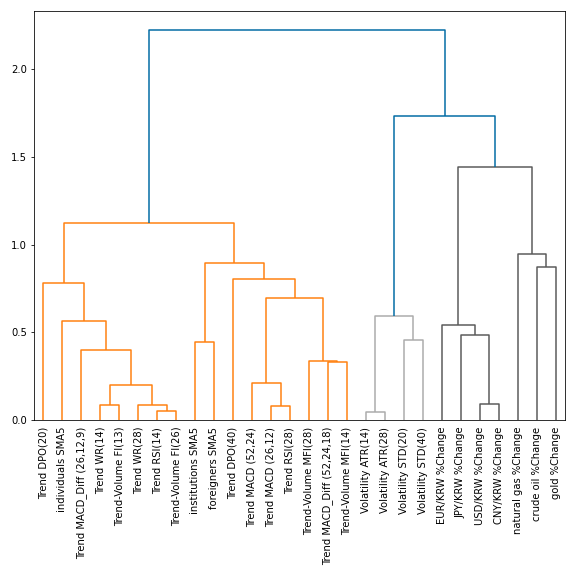 2.0
1.5
1.0
0.5
0.0
Trend DPO(20)
individuals SMA5
Trend MACD_Diff (26,12,9)
Trend WR(14)
Trend-Volume FI(13)
Trend WR(28)
Trend RSI(14)
Trend-Volume FI(26)
institutions SMA5
foreigners SMA5
Trend DPO(40)
Trend MACD (52,24)
Trend MACD (26,12)
Trend RSI(28)
Trend-Volume MFI(28)
Trend MACD_Diff (52,24,18)
Trend-Volume MFI(14)
Volatility ATR(14)
Volatility ATR(28)
Volatility STD(20)
Volatility STD(40)
EUR/KRW %Change
JPY/KRW %Change
USD/KRW %Change
CNY/KRW %Change
natural gas %Change
crude oil %Change
gold %Change